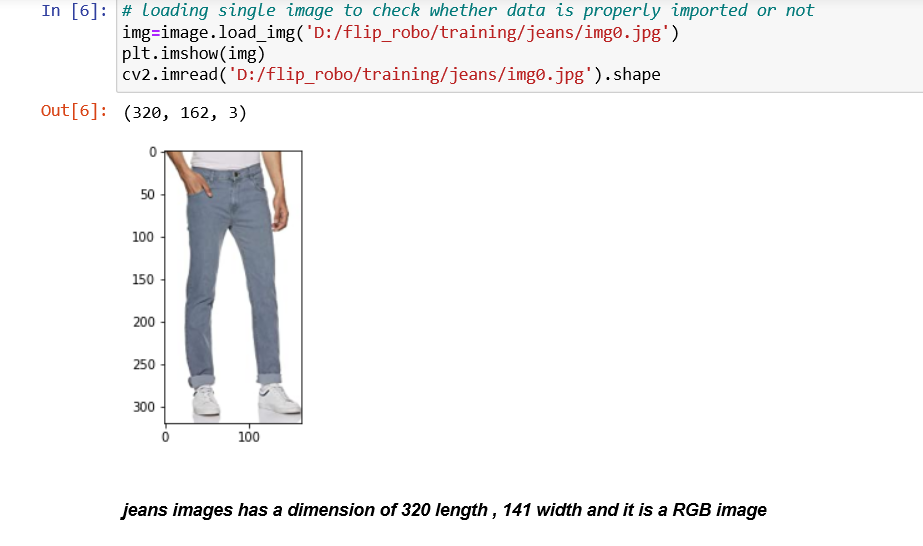 In [6]: # loading single image to check whether data is properly imported or not
img=image.load_img('D:/flip_robo/training/jeans/img0.jpg')
plt.imshow(img)
cv2.imread('D:/flip_robo/training/jeans/img0.jpg').shape
Out[6]: (320, 162, 3)
0
50
100
150
200
250
300
0 100
jeans images has a dimension of 320 length , 141 width and it is a RGB image